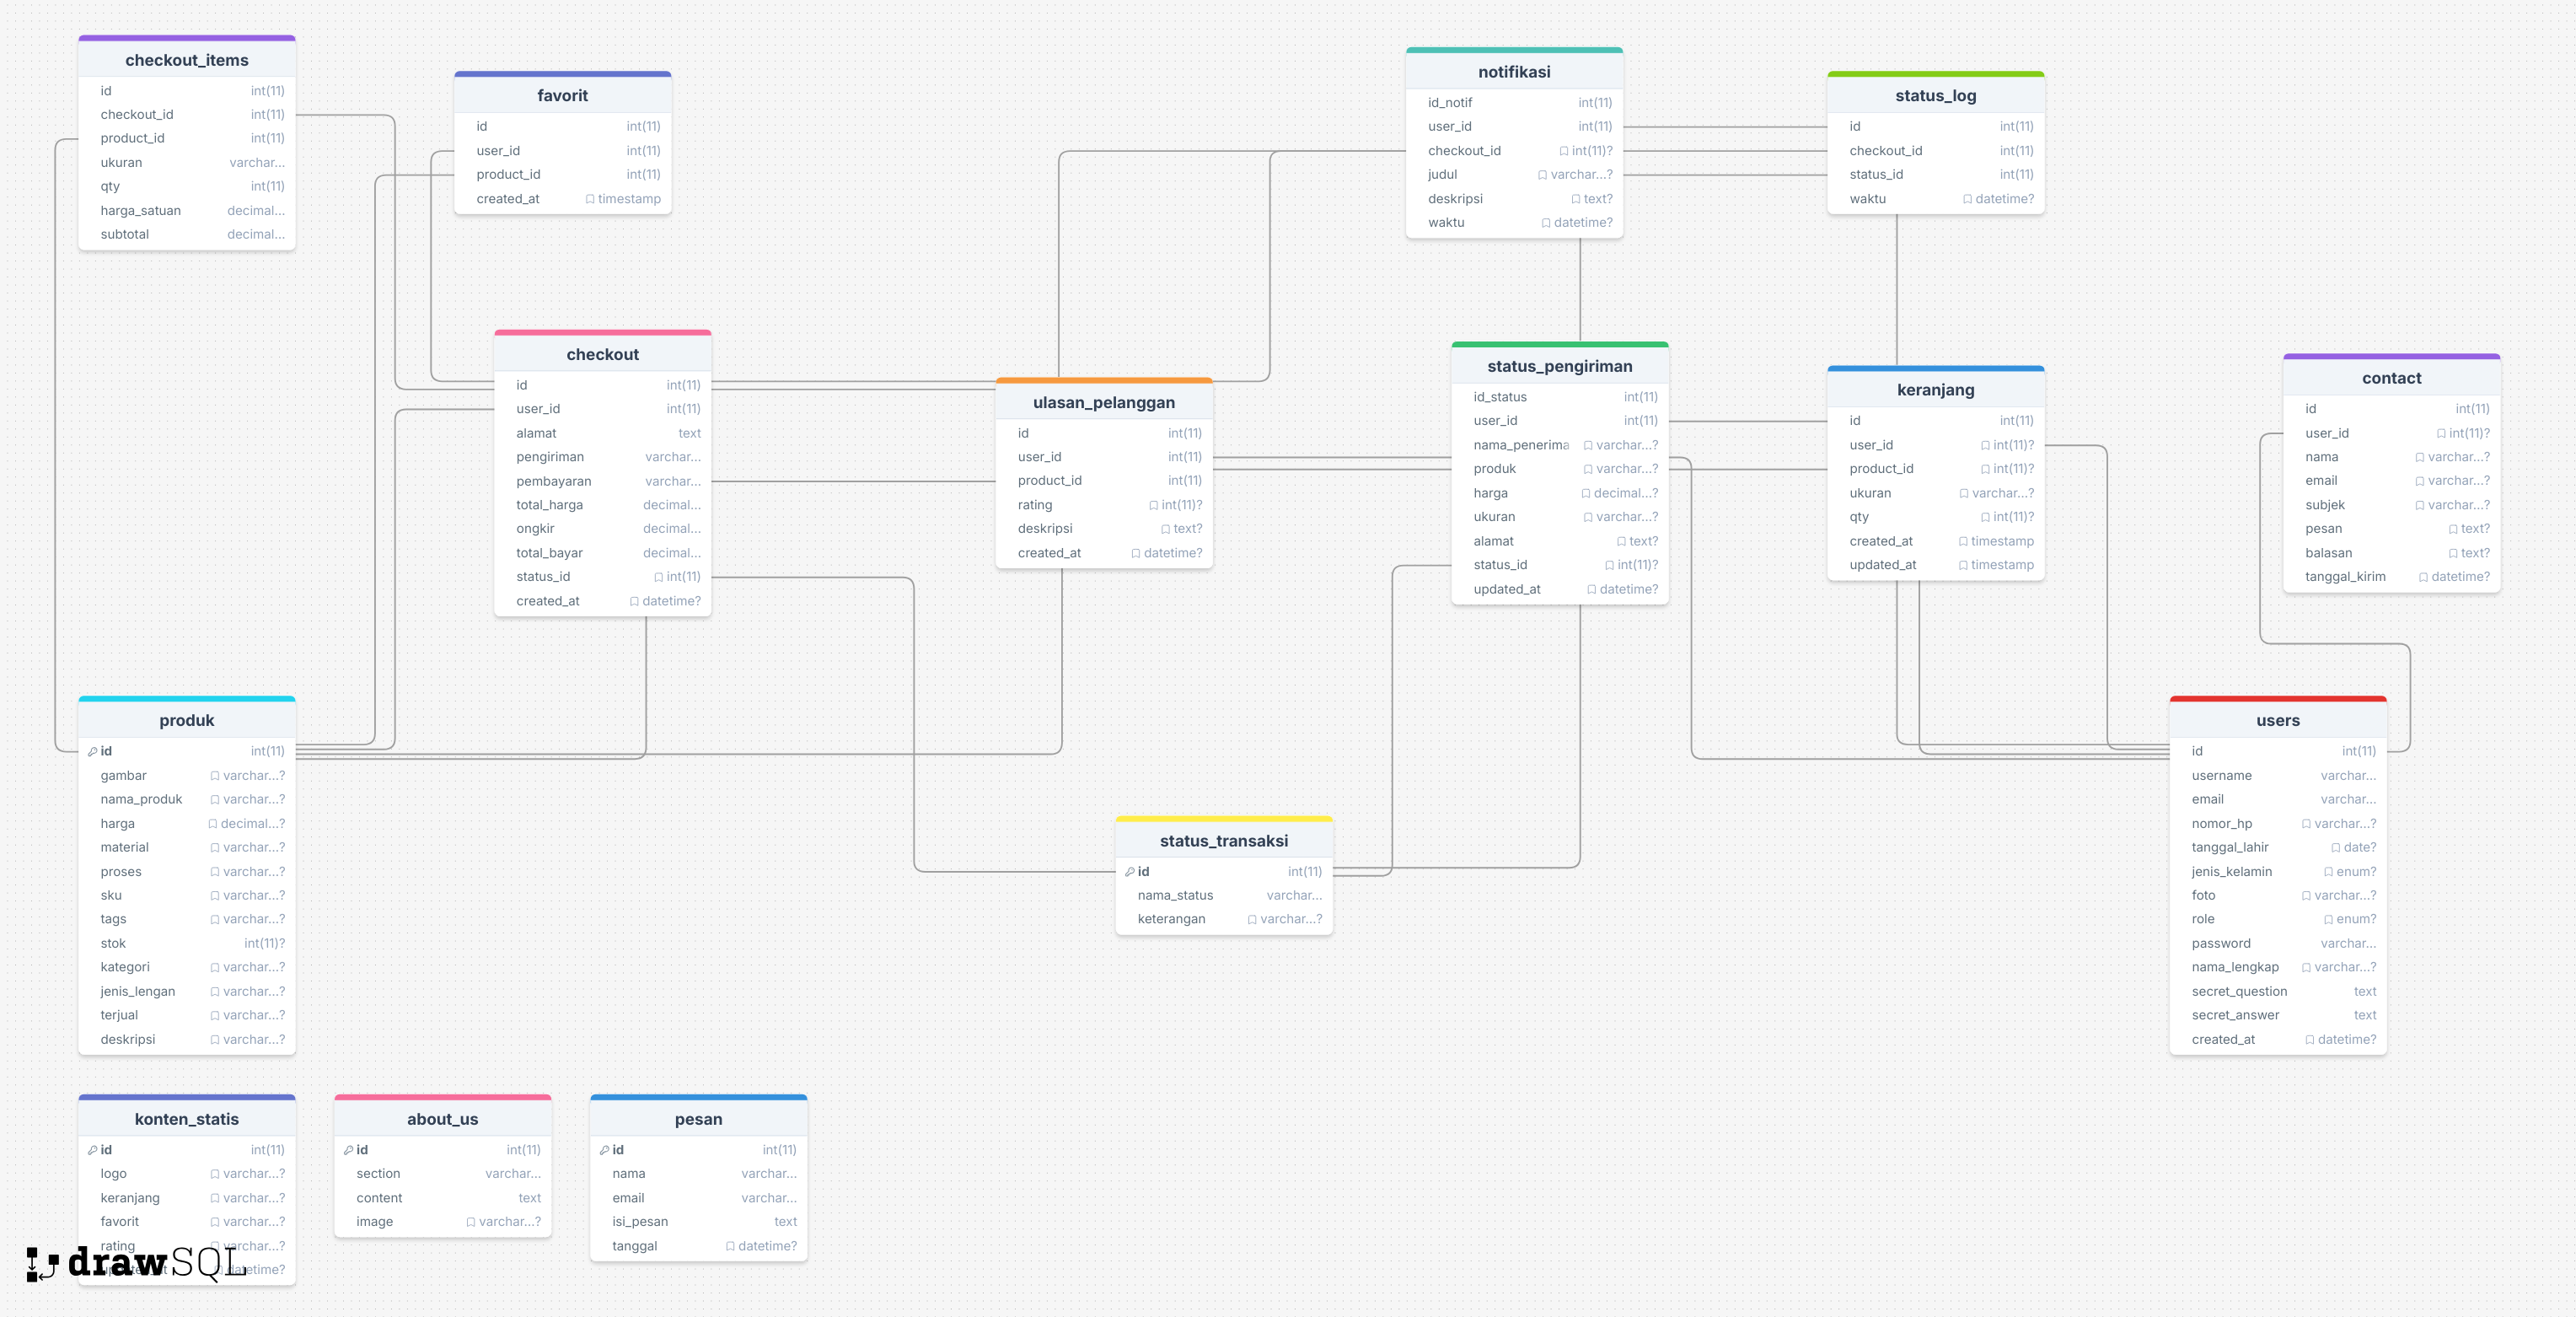 checkout_items
id int(11)
checkout_id int(11)
product_id int(11)
ukuran varchar...
qty int(11)
harga_satuan decimal...
subtotal decimal...
favorit
id int(11)
user_id int(11)
product_id int(11)
created_at timestamp
notifikasi
id_notif int(11)
user_id int(11)
checkout_id int(11)?
judul varchar...?
deskripsi text?
waktu datetime?
status_log
id int(11)
checkout_id int(11)
status_id int(11)
waktu datetime?
checkout
id int(11)
user_id int(11)
alamat text
pengiriman varchar...
pembayaran varchar...
total_harga decimal...
ongkir decimal...
total_bayar decimal...
status_id int(11)
created_at datetime?
ulasan_pelanggan
id int(11)
user_id int(11)
product_id int(11)
rating int(11)?
deskripsi text?
created_at datetime?
status_pengiriman
id_status int(11)
user_id int(11)
nama_penerima varchar...?
produk varchar...?
harga decimal...?
ukuran varchar...?
alamat text?
status_id int(11)?
updated_at datetime?
keranjang
id int(11)
user_id int(11)?
product_id int(11)?
ukuran varchar...?
qty int(11)?
created_at timestamp
updated_at timestamp
contact
id int(11)
user_id int(11)?
nama varchar...?
email varchar...?
subjek varchar...?
pesan text?
balasan text?
tanggal_kirim datetime?
produk
id int(11)
gambar varchar...?
nama_produk varchar...?
harga decimal...?
material varchar...?
proses varchar...?
sku varchar...?
tags varchar...?
stok int(11)?
kategori varchar...?
jenis_lengan varchar...?
terjual varchar...?
deskripsi varchar...?
status_transaksi
id int(11)
nama_status varchar...
keterangan varchar...?
users
id int(11)
username varchar...
email varchar...
nomor_hp varchar...?
tanggal_lahir date?
jenis_kelamin enum?
foto varchar...?
role enum?
password varchar...
nama_lengkap varchar...?
secret_question text
secret_answer text
created_at datetime?
konten_statis
id int(11)
logo varchar...?
keranjang varchar...?
favorit varchar...?
rating varchar...?
datetime?
about_us
id int(11)
section varchar...
content text
image varchar...?
pesan
id int(11)
nama varchar...
email varchar...
isi_pesan text
tanggal datetime?
drawSQL